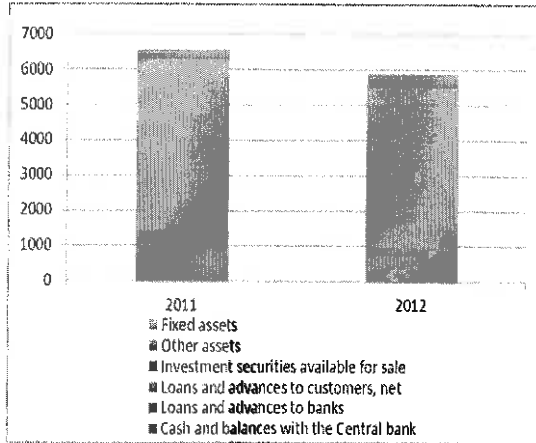 7000
6000
5000
4000
3000
2000
1000
0
2011
2012
Fixed assets
Other assets
Investment securities available for sale
Loans and advances to customers, net
Loans and advances to banks
Cash and balances with the Central bank